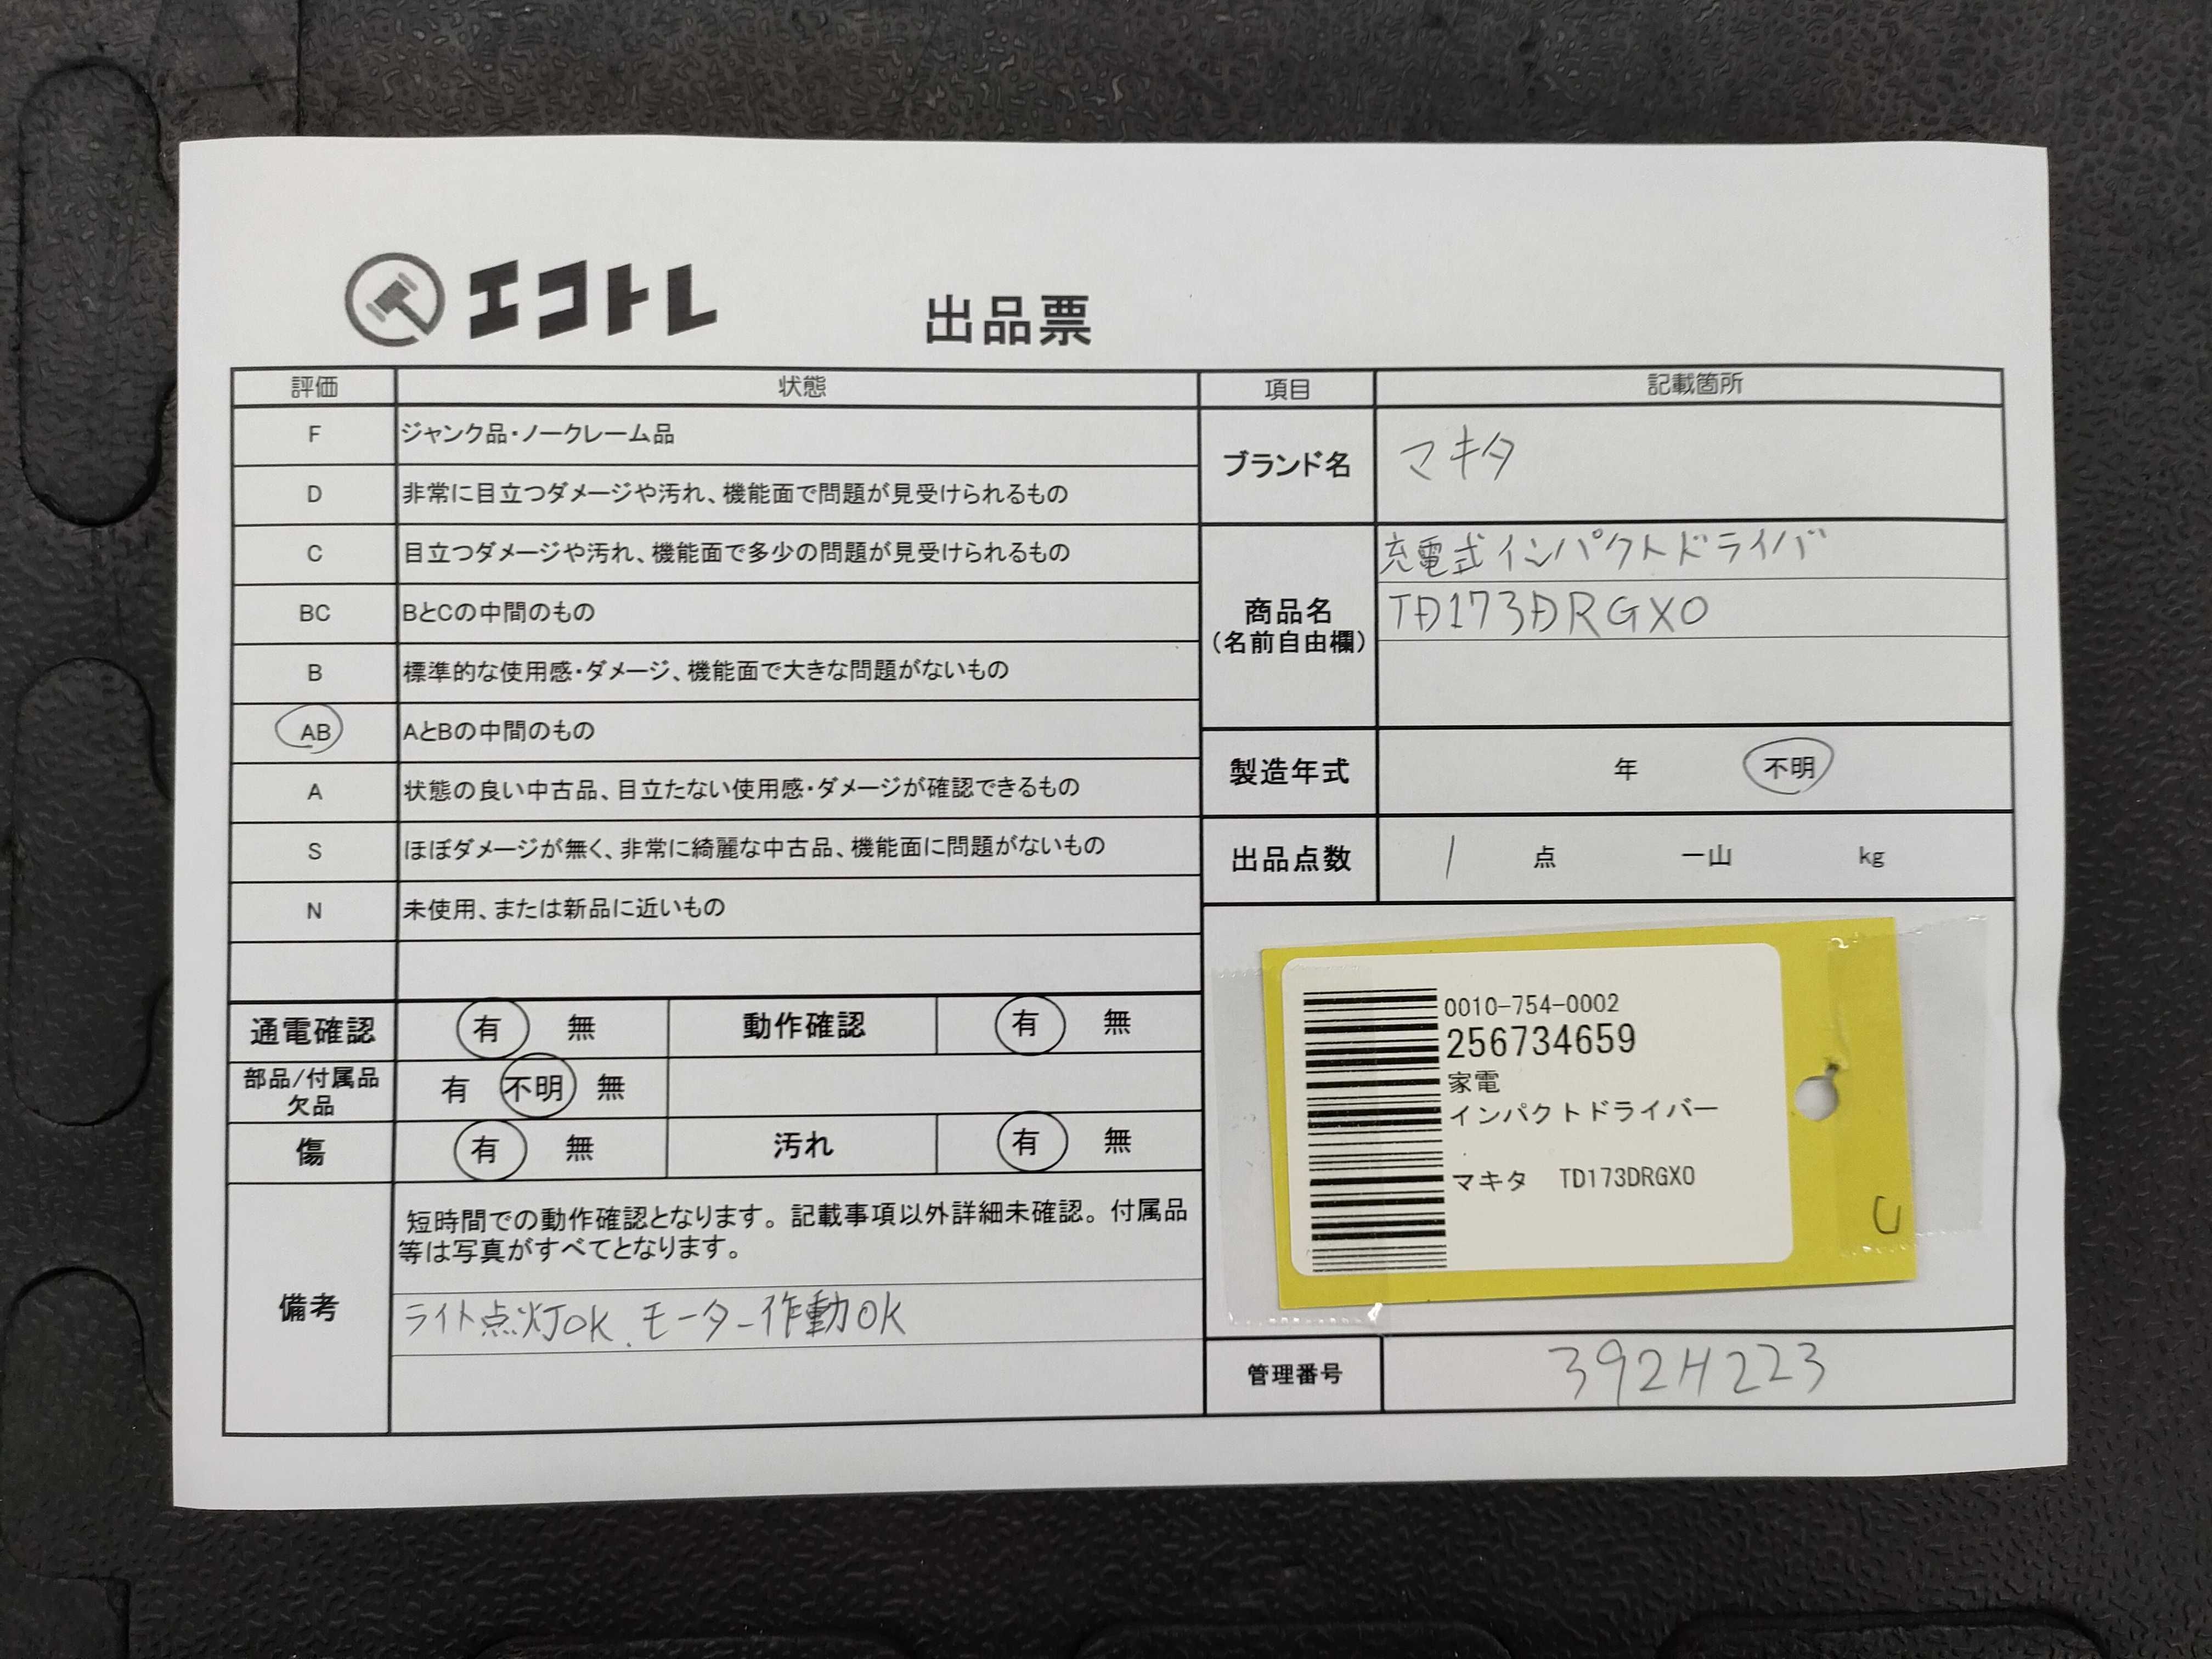 エコトレ
出品票
評価 状態
F ジャンク品・ノークレーム品
D 非常に目立つダメージや汚れ、機能面で問題が見受けられるもの
C 目立つダメージや汚れ、機能面で多少の問題が見受けられるもの
BC BとCの中間のもの
B 標準的な使用感・ダメージ、機能面で大きな問題がないもの
AB AとBの中間のもの
A 状態の良い中古品、目立たない使用感・ダメージが確認できるもの
S ほぼダメージが無く、非常に綺麗な中古品、機能面に問題がないもの
N 未使用、または新品に近いもの
通電確認 有 無 動作確認 有 無
部品/付属品
欠品 有 不明 無
傷 有 無 汚れ 有 無
備考
短時間での動作確認となります。記載事項以外詳細未確認。付属品
等は写真がすべてとなります。
ライト点灯OK、モーター作動OK
項目 記載箇所
ブランド名 マキタ
商品名
(名前自由欄)
充電式インパクトドライバ
TD173DRGXO
製造年式 年 不明
出品点数 1 点 一山 kg
0010-754-0002
256734659
家電
インパクトドライバー
マキタ TD173DRGXO
管理番号 392H223